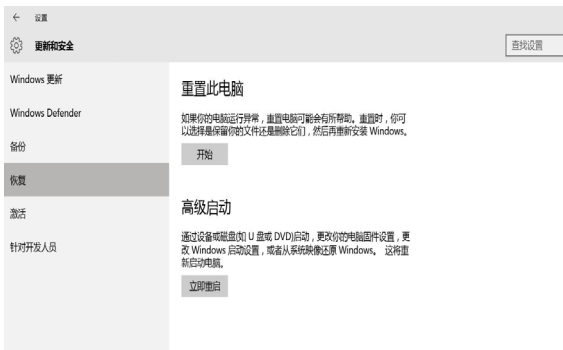 ← 设置
更新和安全
查找设置
Windows 更新
Windows Defender
备份
恢复
激活
针对开发人员
重置此电脑
如果你的电脑运行异常，重置电脑可能会有所帮助。重置时，你可
以选择是保留你的文件还是删除它们，然后再重新安装 Windows。
开始
高级启动
通过设备或磁盘(如 U 盘或 DVD)启动，更改你的电脑固件设置，更
改 Windows 启动设置，或者从系统映像还原 Windows。 这将重
新启动电脑。
立即重启